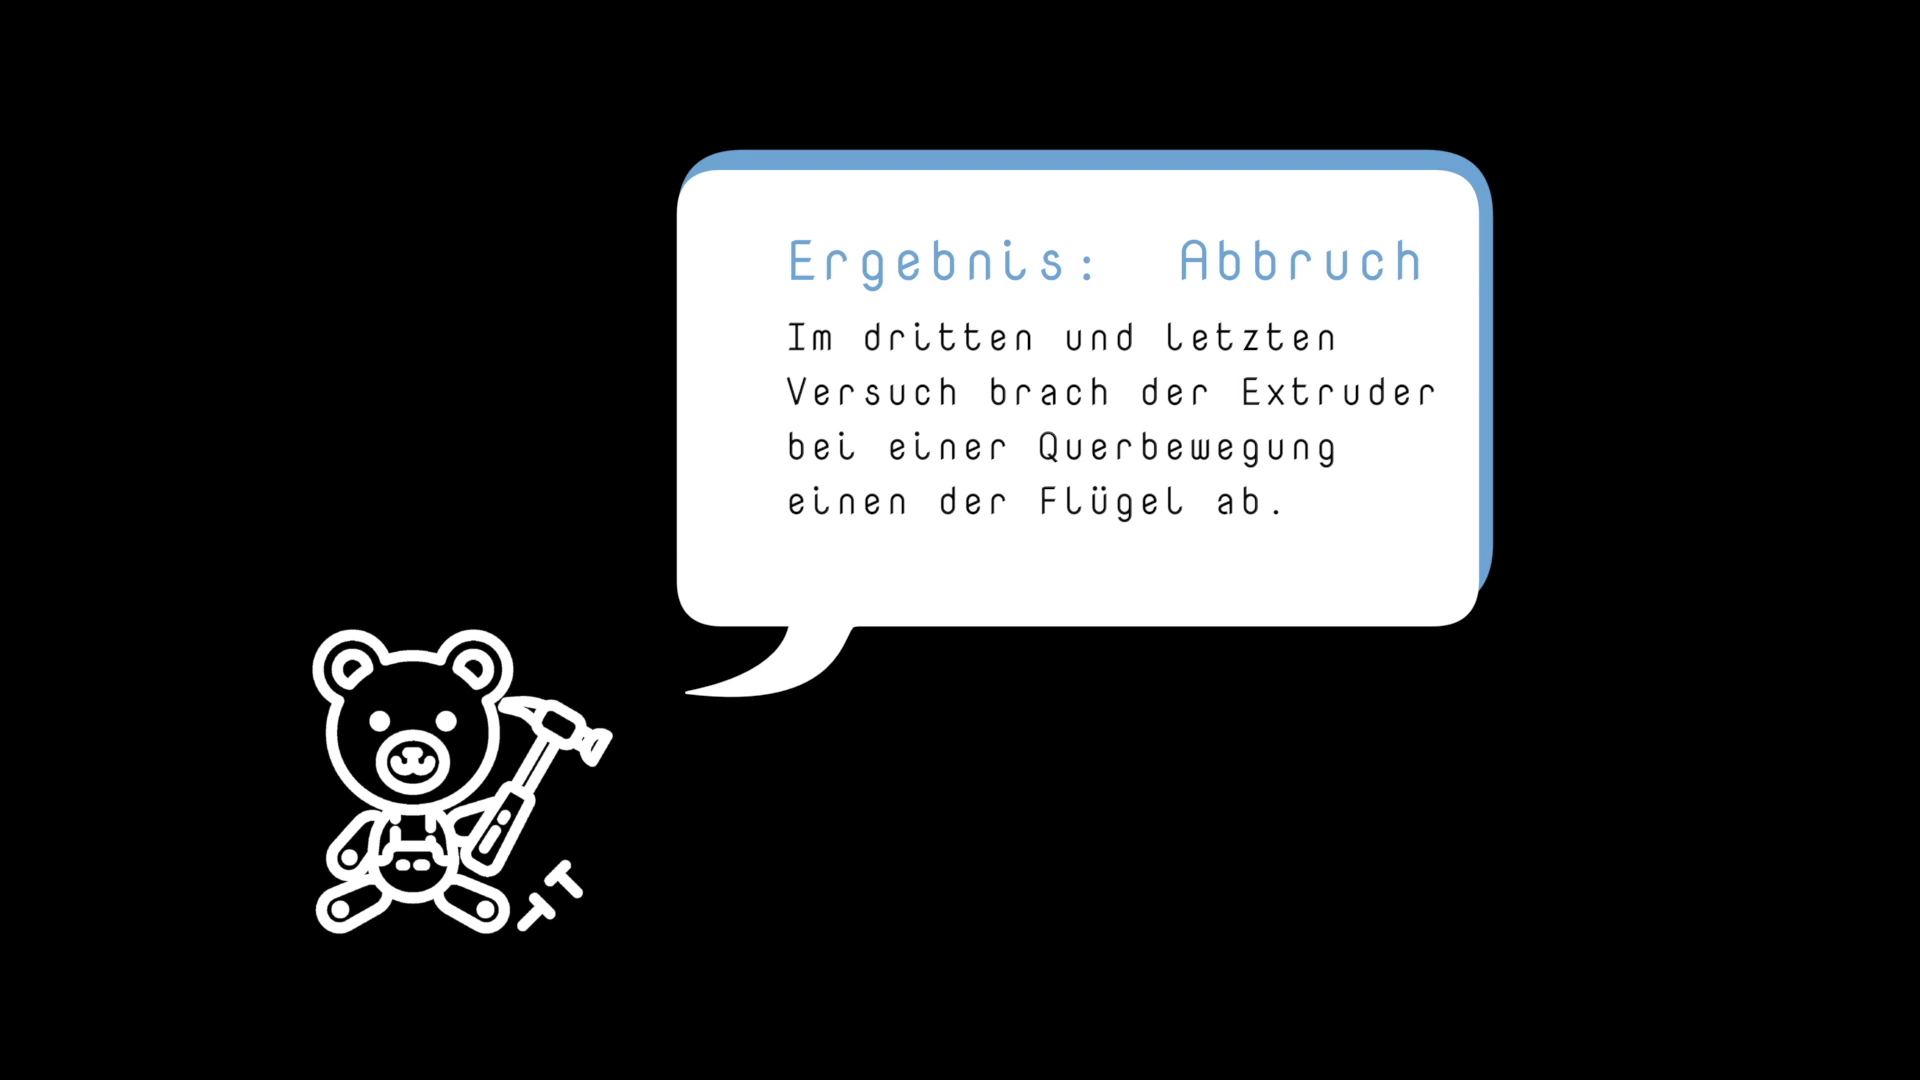 Ergebnis: Abbruch
Im dritten und letzten
Versuch brach der Extruder
bei einer Querbewegung
einen der Flügel ab.